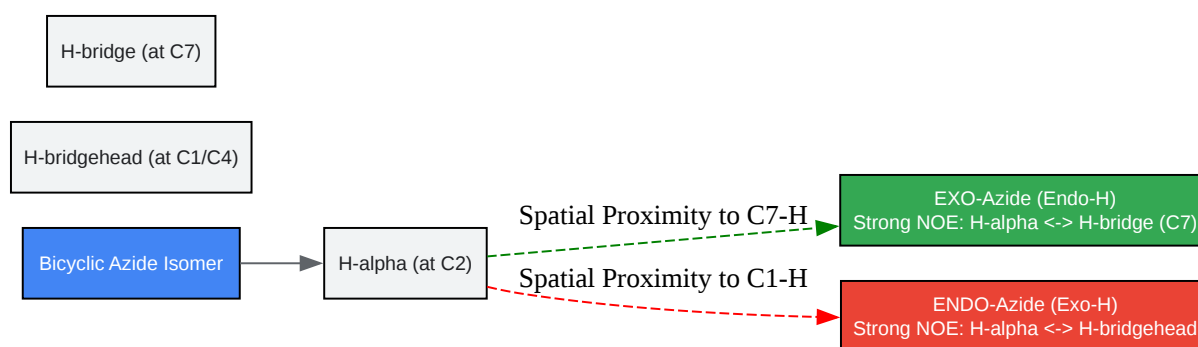 H-bridge (at C7)
H-bridgehead (at C1/C4)
Bicyclic Azide Isomer
H-alpha (at C2)
Spatial Proximity to C7-H
Spatial Proximity to C1-H
EXO-Azide (Endo-H)
Strong NOE: H-alpha <-> H-bridge (C7)
ENDO-Azide (Exo-H)
Strong NOE: H-alpha <-> H-bridgehead